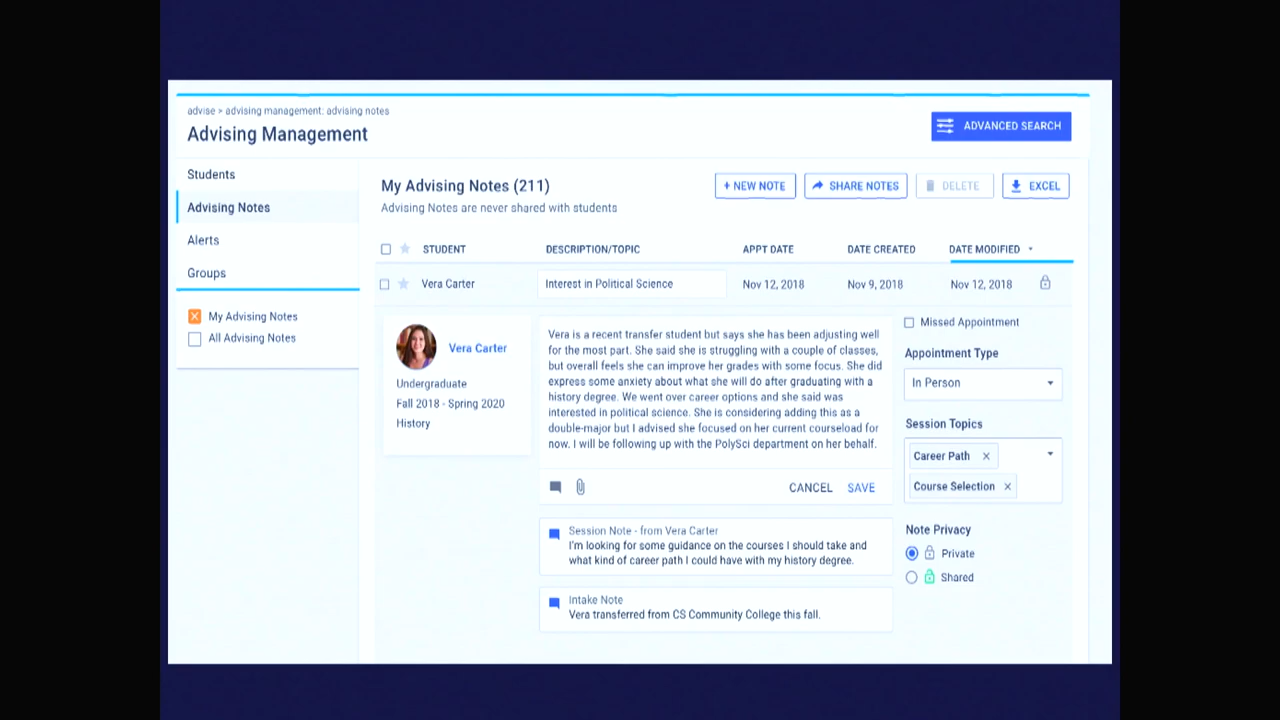 advise > advising management: advising notes
Advising Management
ADVANCED SEARCH
Students
Advising Notes
Alerts
Groups
My Advising Notes
All Advising Notes
My Advising Notes (211)
Advising Notes are never shared with students
+ NEW NOTE
SHARE NOTES
DELETE
EXCEL
STUDENT DESCRIPTION/TOPIC APPT DATE DATE CREATED DATE MODIFIED
Vera Carter Interest in Political Science Nov 12, 2018 Nov 9, 2018 Nov 12, 2018
Vera Carter
Undergraduate
Fall 2018 - Spring 2020
History
Vera is a recent transfer student but says she has been adjusting well
for the most part. She said she is struggling with a couple of classes,
but overall feels she can improve her grades with some focus. She did
express some anxiety about what she will do after graduating with a
history degree. We went over career options and she said was
interested in political science. She is considering adding this as a
double-major but I advised she focused on her current courseload for
now. I will be following up with the PolySci department on her behalf.
CANCEL SAVE
Session Note - from Vera Carter
I'm looking for some guidance on the courses I should take and
what kind of career path I could have with my history degree.
Intake Note
Vera transferred from CS Community College this fall.
Missed Appointment
Appointment Type
In Person
Session Topics
Career Path ×
Course Selection ×
Note Privacy
Private
Shared